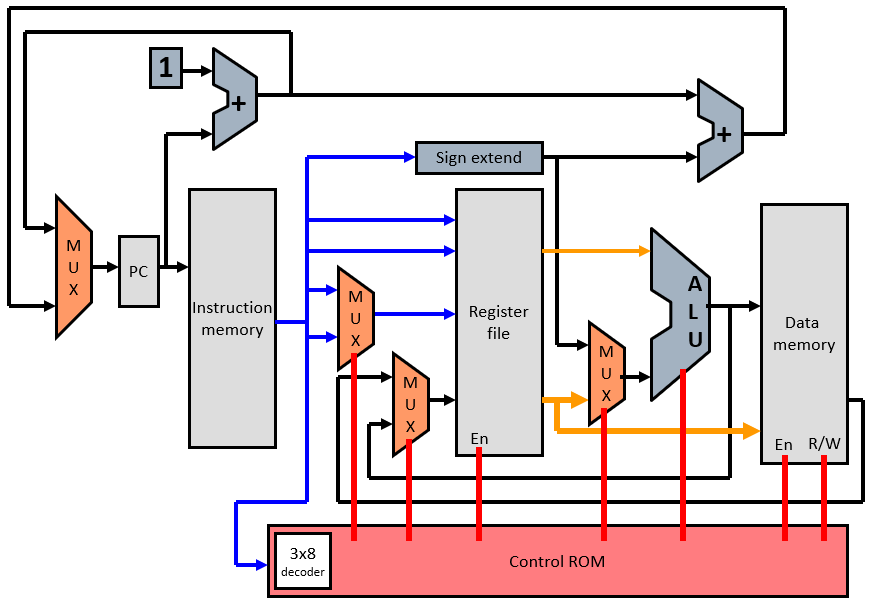 1
+
+
Sign extend
M
U
X
PC
Instruction
memory
M
U
X
M
U
X
Register
file
En
M
U
X
A
L
U
Data
memory
En R/W
3x8
decoder
Control ROM